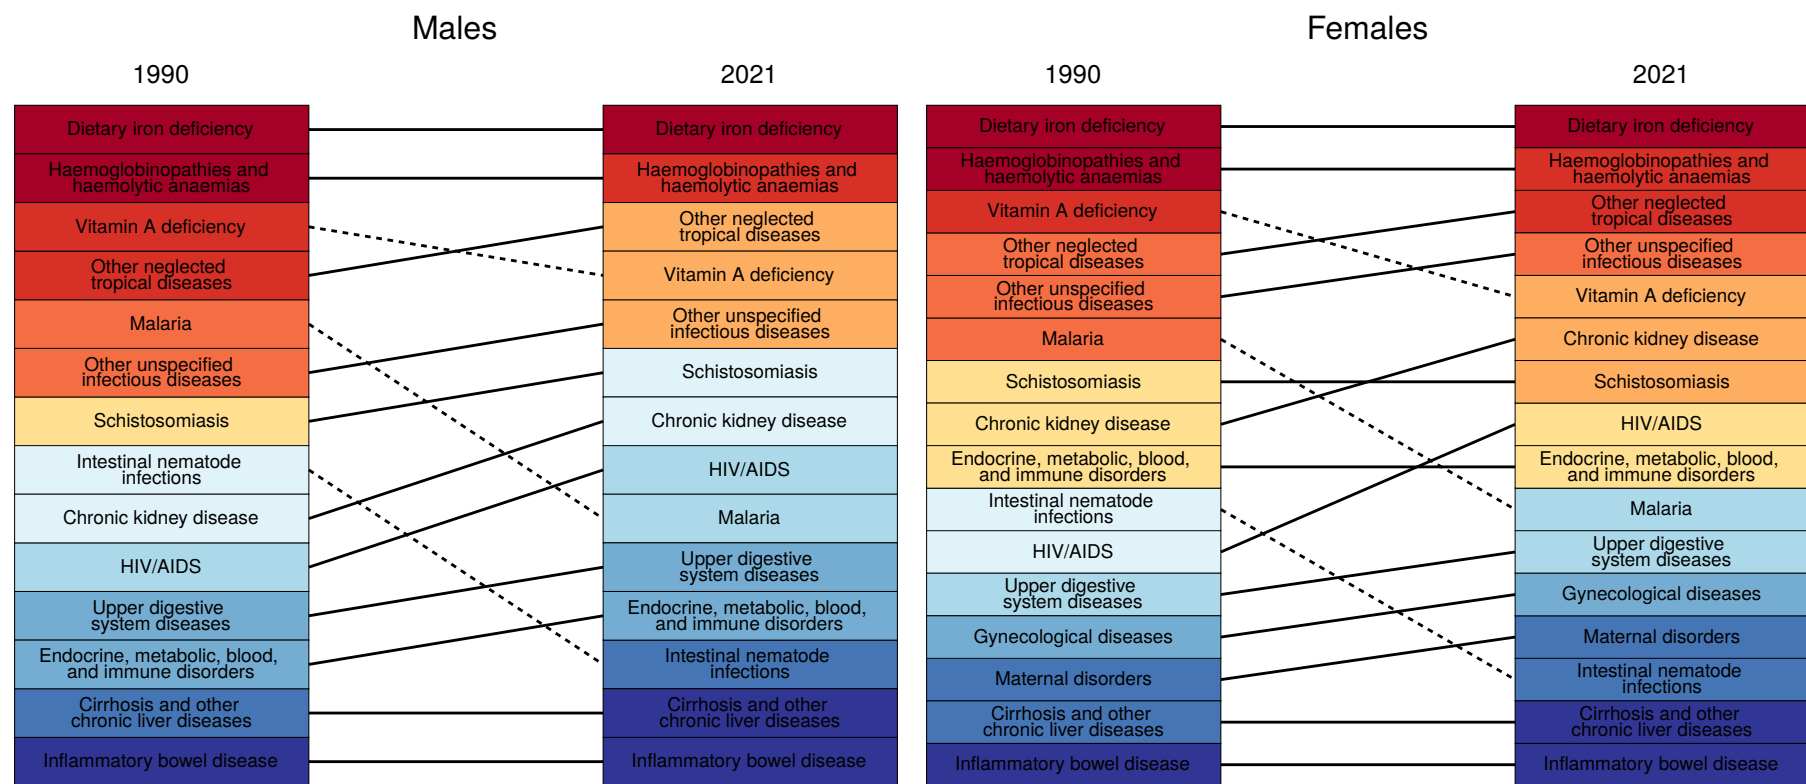 Males
1990
2021
Dietary iron deficiency
Haemoglobinopathies and
haemolytic anaemias
Vitamin A deficiency
Other neglected
tropical diseases
Malaria
Other unspecified
infectious diseases
Schistosomiasis
Intestinal nematode
infections
Chronic kidney disease
HIV/AIDS
Upper digestive
system diseases
Endocrine, metabolic, blood,
and immune disorders
Cirrhosis and other
chronic liver diseases
Inflammatory bowel disease
Dietary iron deficiency
Haemoglobinopathies and
haemolytic anaemias
Other neglected
tropical diseases
Vitamin A deficiency
Other unspecified
infectious diseases
Schistosomiasis
Chronic kidney disease
HIV/AIDS
Malaria
Upper digestive
system diseases
Endocrine, metabolic, blood,
and immune disorders
Intestinal nematode
infections
Cirrhosis and other
chronic liver diseases
Inflammatory bowel disease
Females
1990
2021
Dietary iron deficiency
Haemoglobinopathies and
haemolytic anaemias
Vitamin A deficiency
Other neglected
tropical diseases
Other unspecified
infectious diseases
Malaria
Schistosomiasis
Chronic kidney disease
Endocrine, metabolic, blood,
and immune disorders
Intestinal nematode
infections
HIV/AIDS
Upper digestive
system diseases
Gynecological diseases
Maternal disorders
Cirrhosis and other
chronic liver diseases
Inflammatory bowel disease
Dietary iron deficiency
Haemoglobinopathies and
haemolytic anaemias
Other neglected
tropical diseases
Other unspecified
infectious diseases
Vitamin A deficiency
Chronic kidney disease
Schistosomiasis
HIV/AIDS
Endocrine, metabolic, blood,
and immune disorders
Malaria
Upper digestive
system diseases
Gynecological diseases
Maternal disorders
Intestinal nematode
infections
Cirrhosis and other
chronic liver diseases
Inflammatory bowel disease